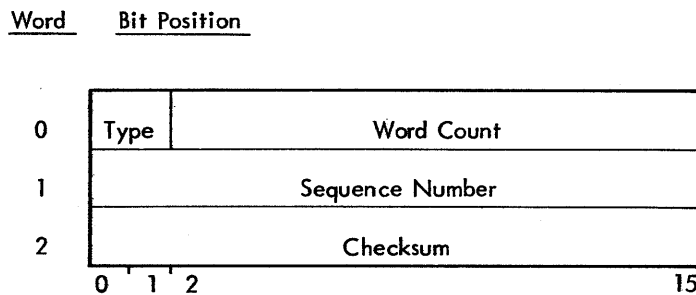 Word Bit Position
0 Type Word Count
1 Sequence Number
2 Checksum
0 1 2 15